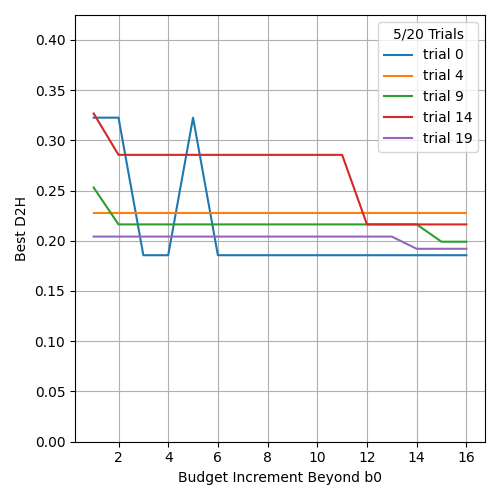 5/20 Trials
trial 0
trial 4
trial 9
trial 14
trial 19
Best D2H
0.40
0.35
0.30
0.25
0.20
0.15
0.10
0.05
0.00
2 4 6 8 10 12 14 16
Budget Increment Beyond b0